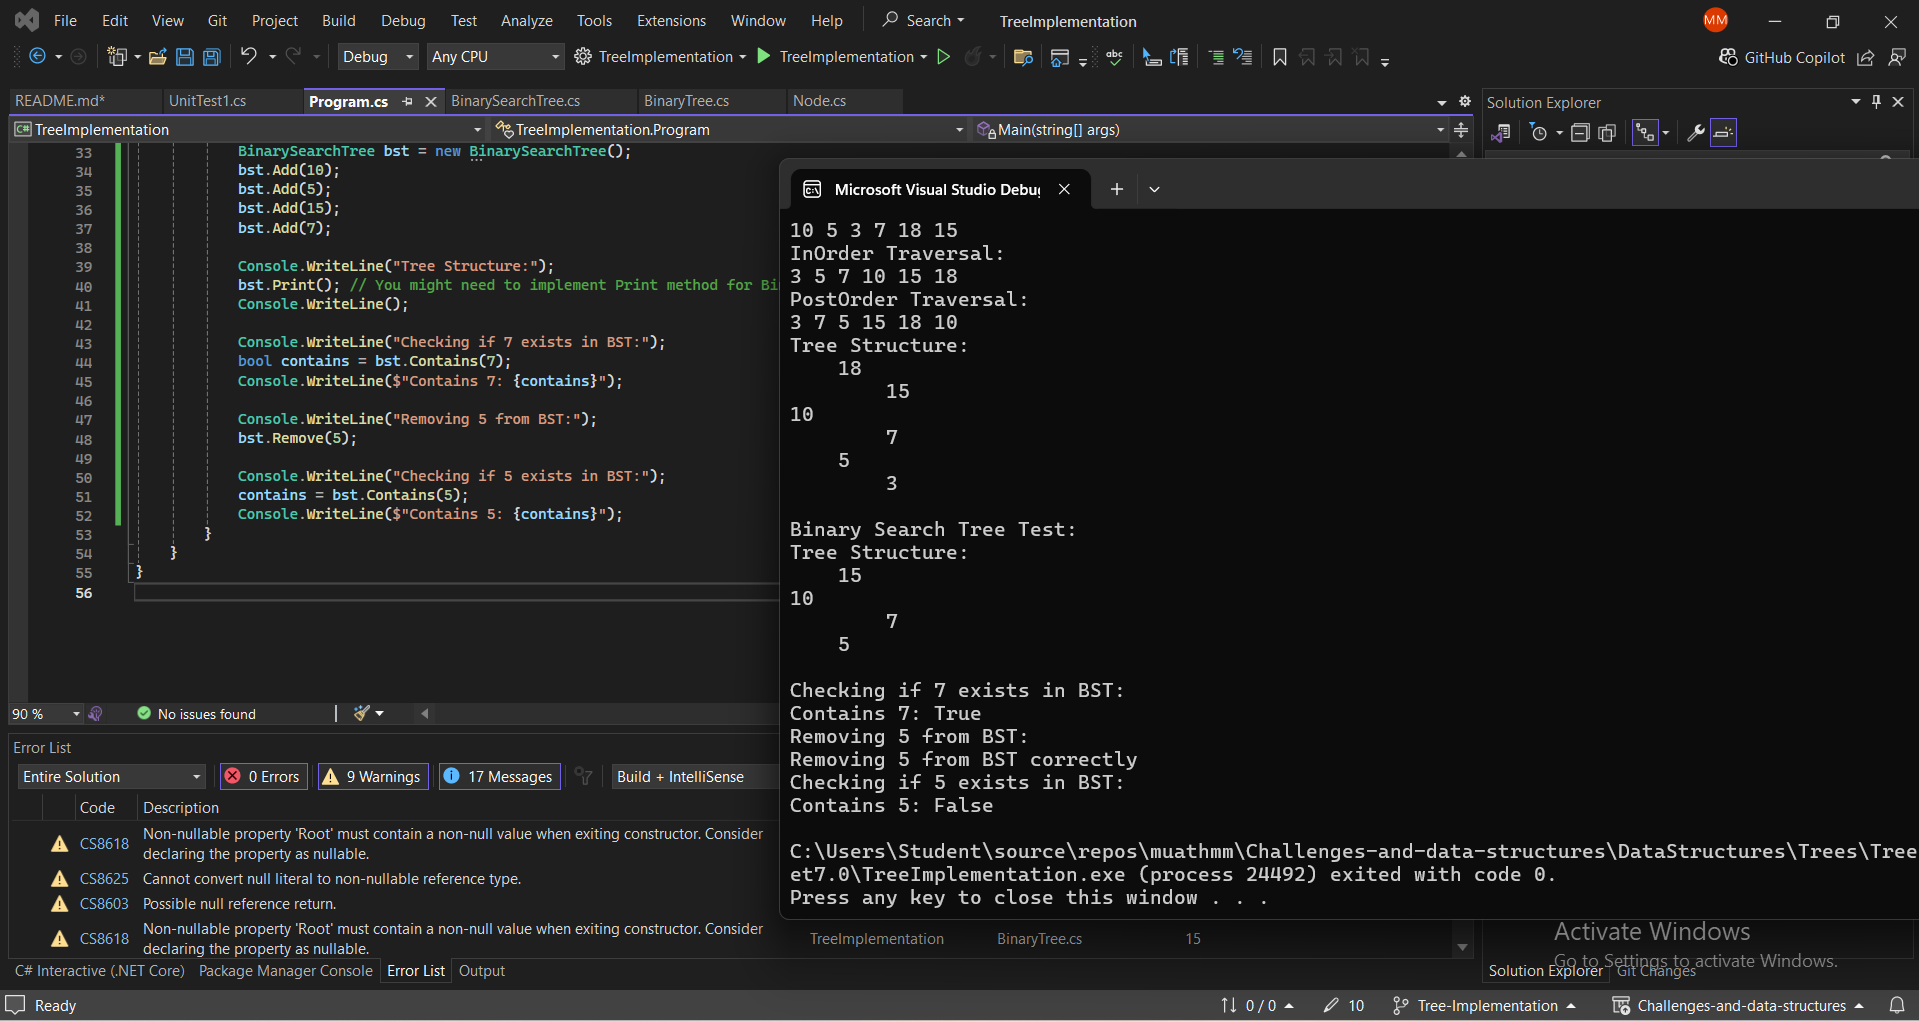 File Edit View Git Project Build Debug Test Analyze Tools Extensions Window Help Search TreeImplementation MM
Debug Any CPU TreeImplementation TreeImplementation GitHub Copilot
README.md* UnitTest1.cs Program.cs BinarySearchTree.cs BinaryTree.cs Node.cs
TreeImplementation TreeImplementation.Program Main(string[] args)
33 BinarySearchTree bst = new BinarySearchTree();
34 bst.Add(10);
35 bst.Add(5);
36 bst.Add(15);
37 bst.Add(7);
38
39 Console.WriteLine("Tree Structure:");
40 bst.Print(); // You might need to implement Print method for Bi
41 Console.WriteLine();
42
43 Console.WriteLine("Checking if 7 exists in BST:");
44 bool contains = bst.Contains(7);
45 Console.WriteLine($"Contains 7: {contains}");
46
47 Console.WriteLine("Removing 5 from BST:");
48 bst.Remove(5);
49
50 Console.WriteLine("Checking if 5 exists in BST:");
51 contains = bst.Contains(5);
52 Console.WriteLine($"Contains 5: {contains}");
53 }
54 }
55 }
56
90 % No issues found
Error List
Entire Solution 0 Errors 9 Warnings 17 Messages Build + IntelliSense
Code Description
CS8618 Non-nullable property 'Root' must contain a non-null value when exiting constructor. Consider
declaring the property as nullable.
CS8625 Cannot convert null literal to non-nullable reference type.
CS8603 Possible null reference return.
CS8618 Non-nullable property 'Root' must contain a non-null value when exiting constructor. Consider
declaring the property as nullable.
TreeImplementation BinaryTree.cs 15
C# Interactive (.NET Core) Package Manager Console Error List Output
Solution Explorer
Microsoft Visual Studio Debu
10 5 3 7 18 15
InOrder Traversal:
3 5 7 10 15 18
PostOrder Traversal:
3 7 5 15 18 10
Tree Structure:
18
15
10
7
5
3
Binary Search Tree Test:
Tree Structure:
15
10
7
5
Checking if 7 exists in BST:
Contains 7: True
Removing 5 from BST:
Removing 5 from BST correctly
Checking if 5 exists in BST:
Contains 5: False
C:\Users\Student\source\repos\muathmm\Challenges-and-data-structures\DataStructures\Trees\Tree
et7.0\TreeImplementation.exe (process 24492) exited with code 0.
Press any key to close this window . . .
Activate Windows
Go to Settings to activate Windows.
Solution Explorer Git Changes
Ready 0 / 0 10 Tree-Implementation Challenges-and-data-structures